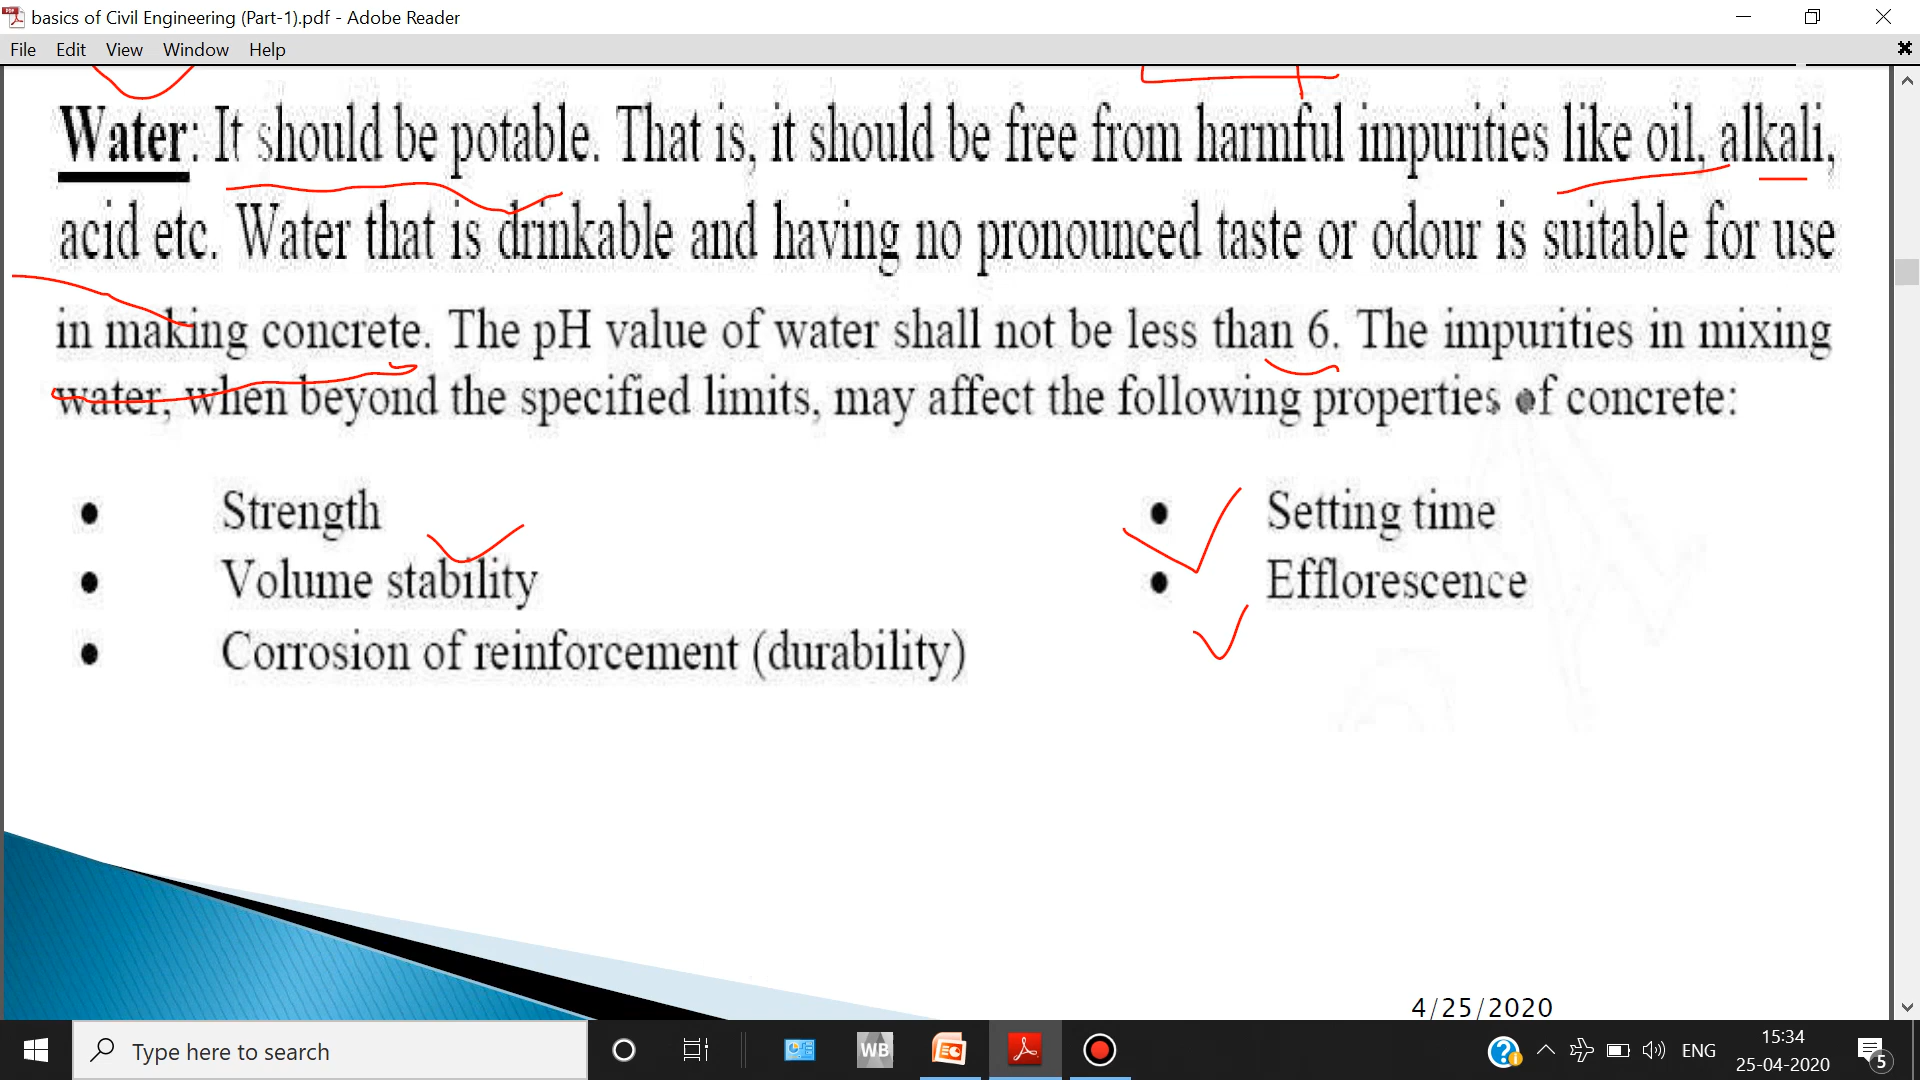 basics of Civil Engineering (Part-1).pdf - Adobe Reader
File Edit View Window Help
Water: It should be potable. That is, it should be free from harmful impurities like oil, alkali,
acid etc. Water that is drinkable and having no pronounced taste or odour is suitable for use
in making concrete. The pH value of water shall not be less than 6. The impurities in mixing
water, when beyond the specified limits, may affect the following properties of concrete:
• Strength • Setting time
• Volume stability • Efflorescence
• Corrosion of reinforcement (durability)
4/25/2020
Type here to search
WB
ENG
15:34
25-04-2020
5